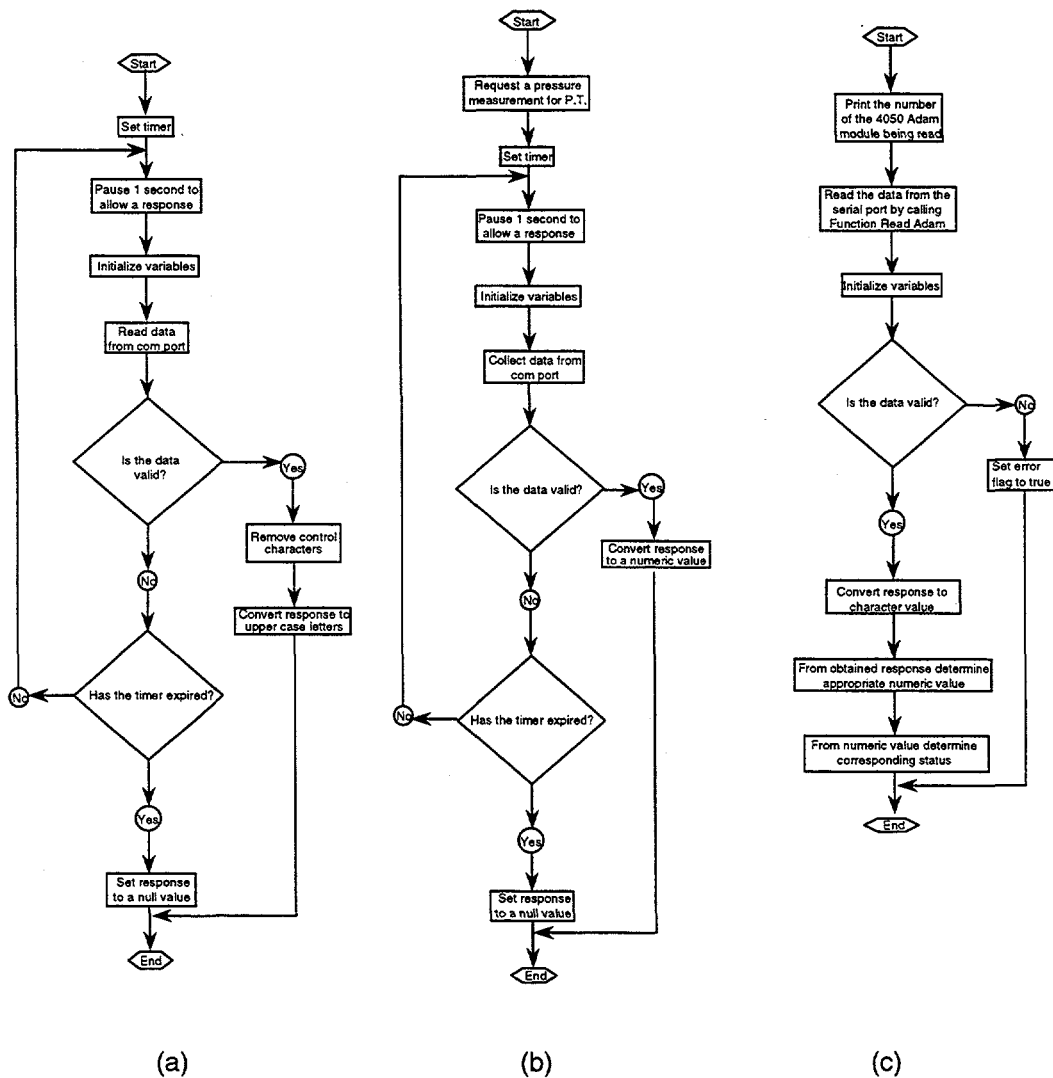 Start
Set timer
Pause 1 second to
allow a response
Initialize variables
Read data
from com port
Is the data
valid?
Yes
Remove control
characters
Convert response to
upper case letters
No
Has the timer expired?
No
Yes
Set response
to a null value
End
(a)
Start
Request a pressure
measurement for P.T.
Set timer
Pause 1 second to
allow a response
Initialize variables
Collect data from
com port
Is the data valid?
Yes
Convert response
to a numeric value
No
Has the timer expired?
No
Yes
Set response
to a null value
End
(b)
Start
Print the number
of the 4050 Adam
module being read
Read the data from the
serial port by calling
Function Read Adam
Initialize variables
Is the data valid?
No
Set error
flag to true
Yes
Convert response to
character value
From obtained response determine
appropriate numeric value
From numeric value determine
corresponding status
End
(c)